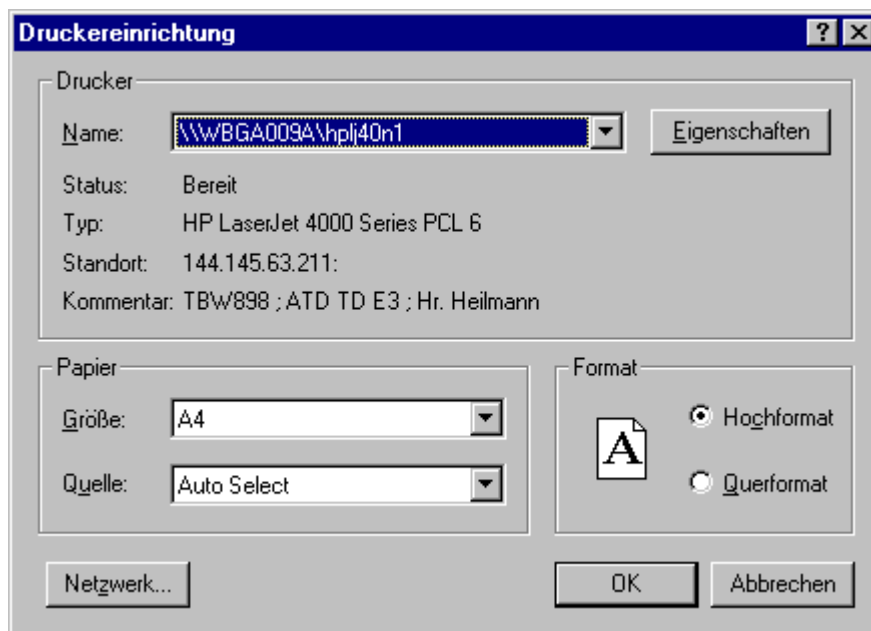 Druckereinrichtung
Drucker
Name: \\WBGA009A\hplj40n1 Eigenschaften
Status: Bereit
Typ: HP LaserJet 4000 Series PCL 6
Standort: 144.145.63.211:
Kommentar: TBW898 ; ATD TD E3 ; Hr. Heilmann
Papier
Größe: A4
Quelle: Auto Select
Format
A
Hochformat
Querformat
Netzwerk... OK Abbrechen